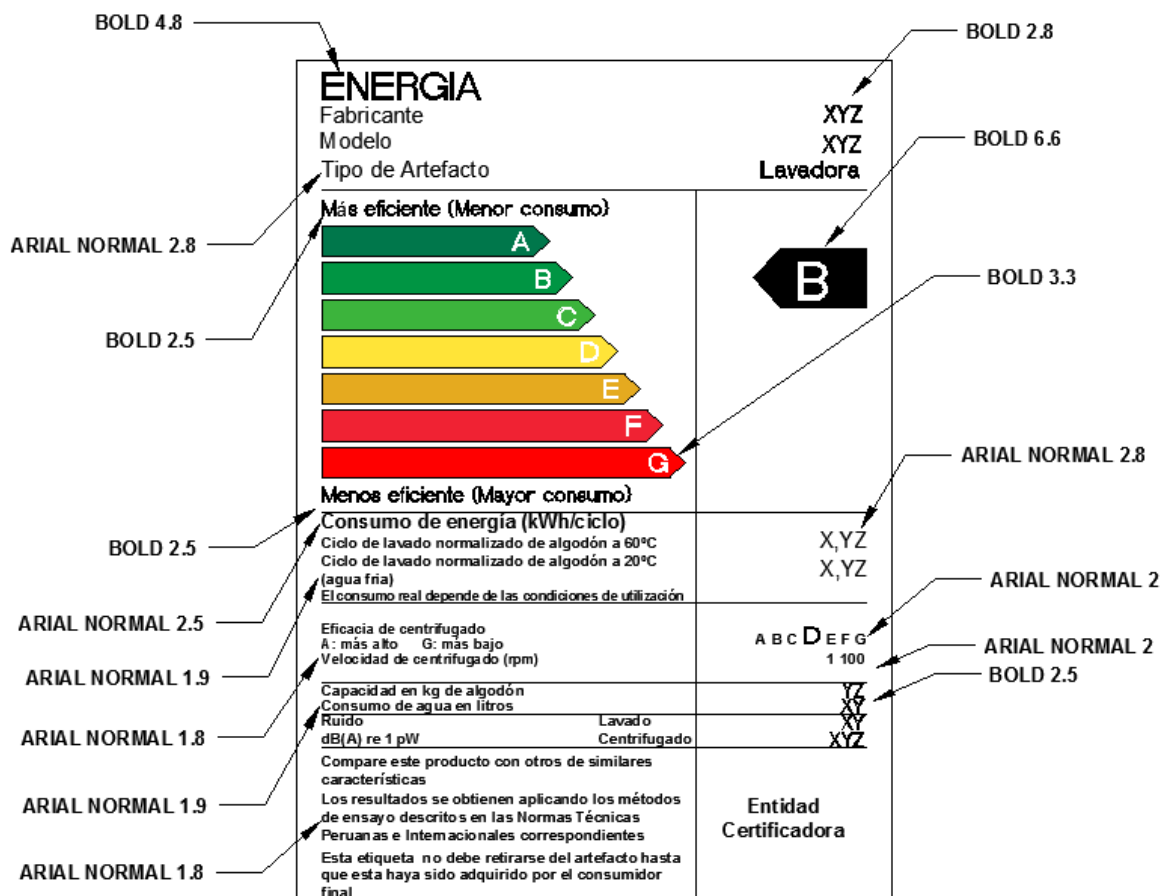 BOLD 4.8
BOLD 2.8
ENERGIA
Fabricante XYZ
Modelo XYZ
BOLD 6.6
Tipo de Artefacto Lavadora
Más eficiente (Menor consumo)
ARIAL NORMAL 2.8
A
B
B
BOLD 3.3
C
BOLD 2.5
D
E
F
G
ARIAL NORMAL 2.8
Menos eficiente (Mayor consumo)
Consumo de energía (kWh/ciclo)
BOLD 2.5
Ciclo de lavado normalizado de algodón a 60ºC X,YZ
Ciclo de lavado normalizado de algodón a 20ºC X,YZ
(agua fria)
ARIAL NORMAL 2
El consumo real depende de las condiciones de utilización
ARIAL NORMAL 2.5
Eficacia de centrifugado
A B C D E F G
A: más alto G: más bajo
ARIAL NORMAL 2
Velocidad de centrifugado (rpm) 1 100
ARIAL NORMAL 1.9
BOLD 2.5
Capacidad en kg de algodón YZ
Consumo de agua en litros XY
Ruido Lavado XY
ARIAL NORMAL 1.8
dB(A) re 1 pW Centrifugado XYZ
Compare este producto con otros de similares
características
ARIAL NORMAL 1.9
Los resultados se obtienen aplicando los métodos
de ensayo descritos en las Normas Técnicas
Peruanas e Internacionales correspondientes
Entidad
Certificadora
Esta etiqueta no debe retirarse del artefacto hasta
ARIAL NORMAL 1.8
que esta haya sido adquirido por el consumidor
final